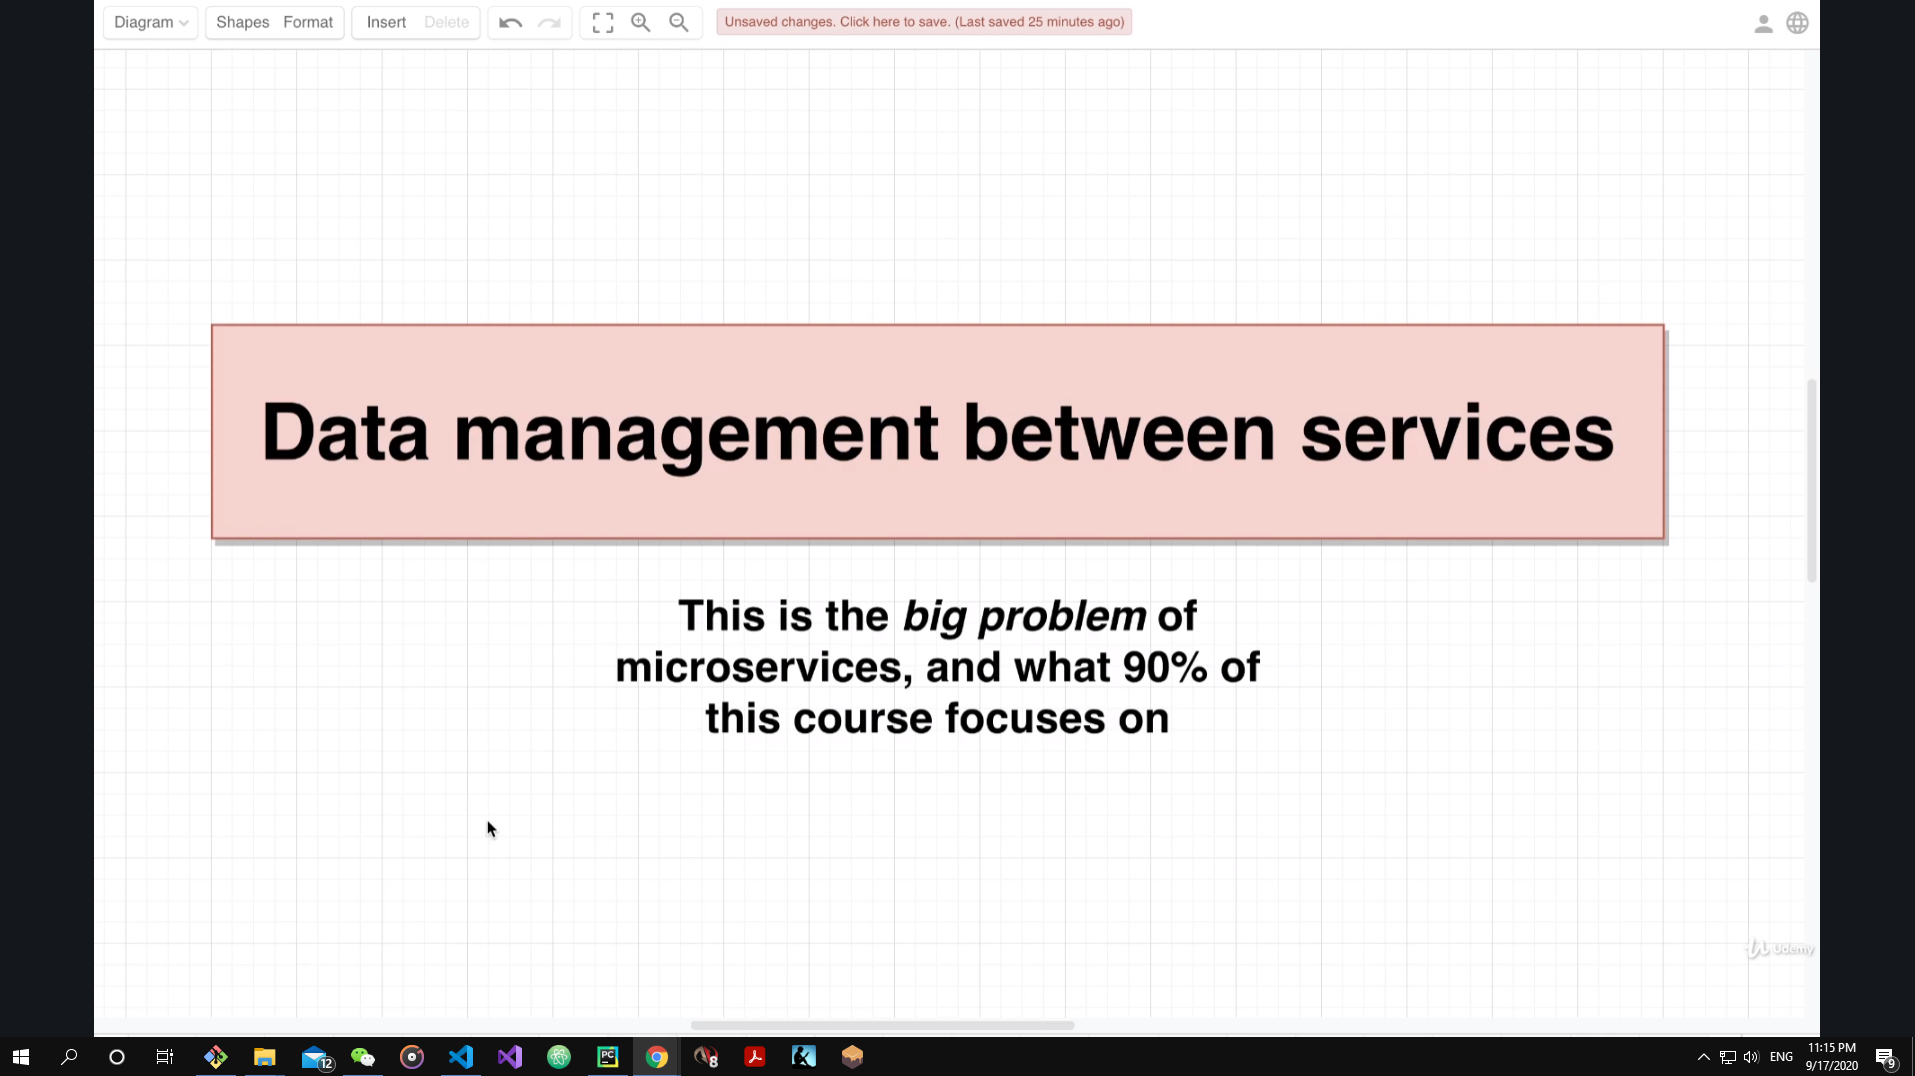 Diagram Shapes Format Insert Delete Unsaved changes. Click here to save. (Last saved 25 minutes ago)
Data management between services
This is the big problem of
microservices, and what 90% of
this course focuses on
Udemy
12 PC 8 ENG 11:15 PM
9/17/2020 9